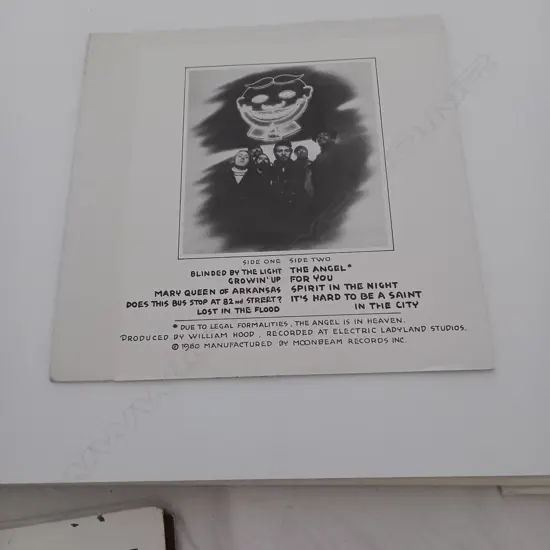 SIDE ONE SIDE TWO
BLINDED BY THE LIGHT THE ANGEL*
GROWIN' UP FOR YOU
MARY QUEEN OF ARKANSAS SPIRIT IN THE NIGHT
DOES THIS BUS STOP AT 82nd STREET? IT'S HARD TO BE A SAINT
LOST IN THE FLOOD IN THE CITY
* DUE TO LEGAL FORMALITIES, THE ANGEL IS IN HEAVEN.
PRODUCED BY WILLIAM HOOD, RECORDED AT ELECTRIC LADYLAND STUDIOS.
© 1980 MANUFACTURED BY MOONBEAM RECORDS INC.